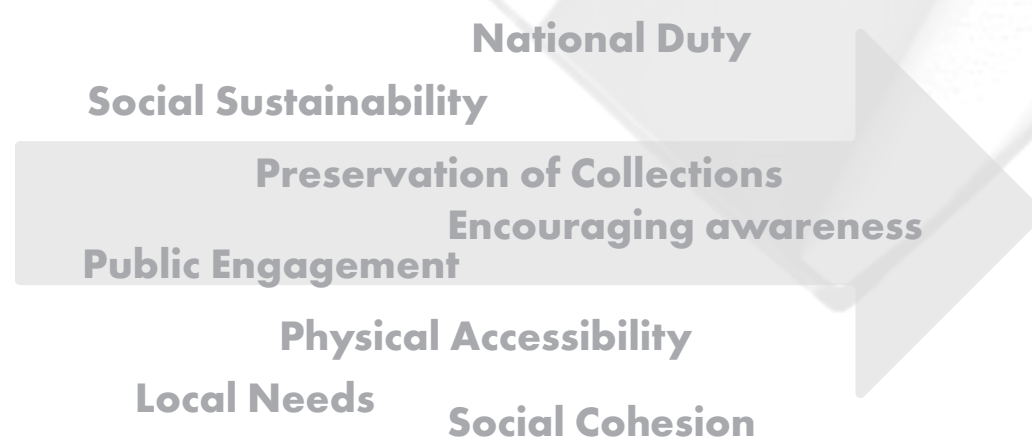 National Duty
Social Sustainability
Preservation of Collections
Encouraging awareness
Public Engagement
Physical Accessibility
Local Needs
Social Cohesion